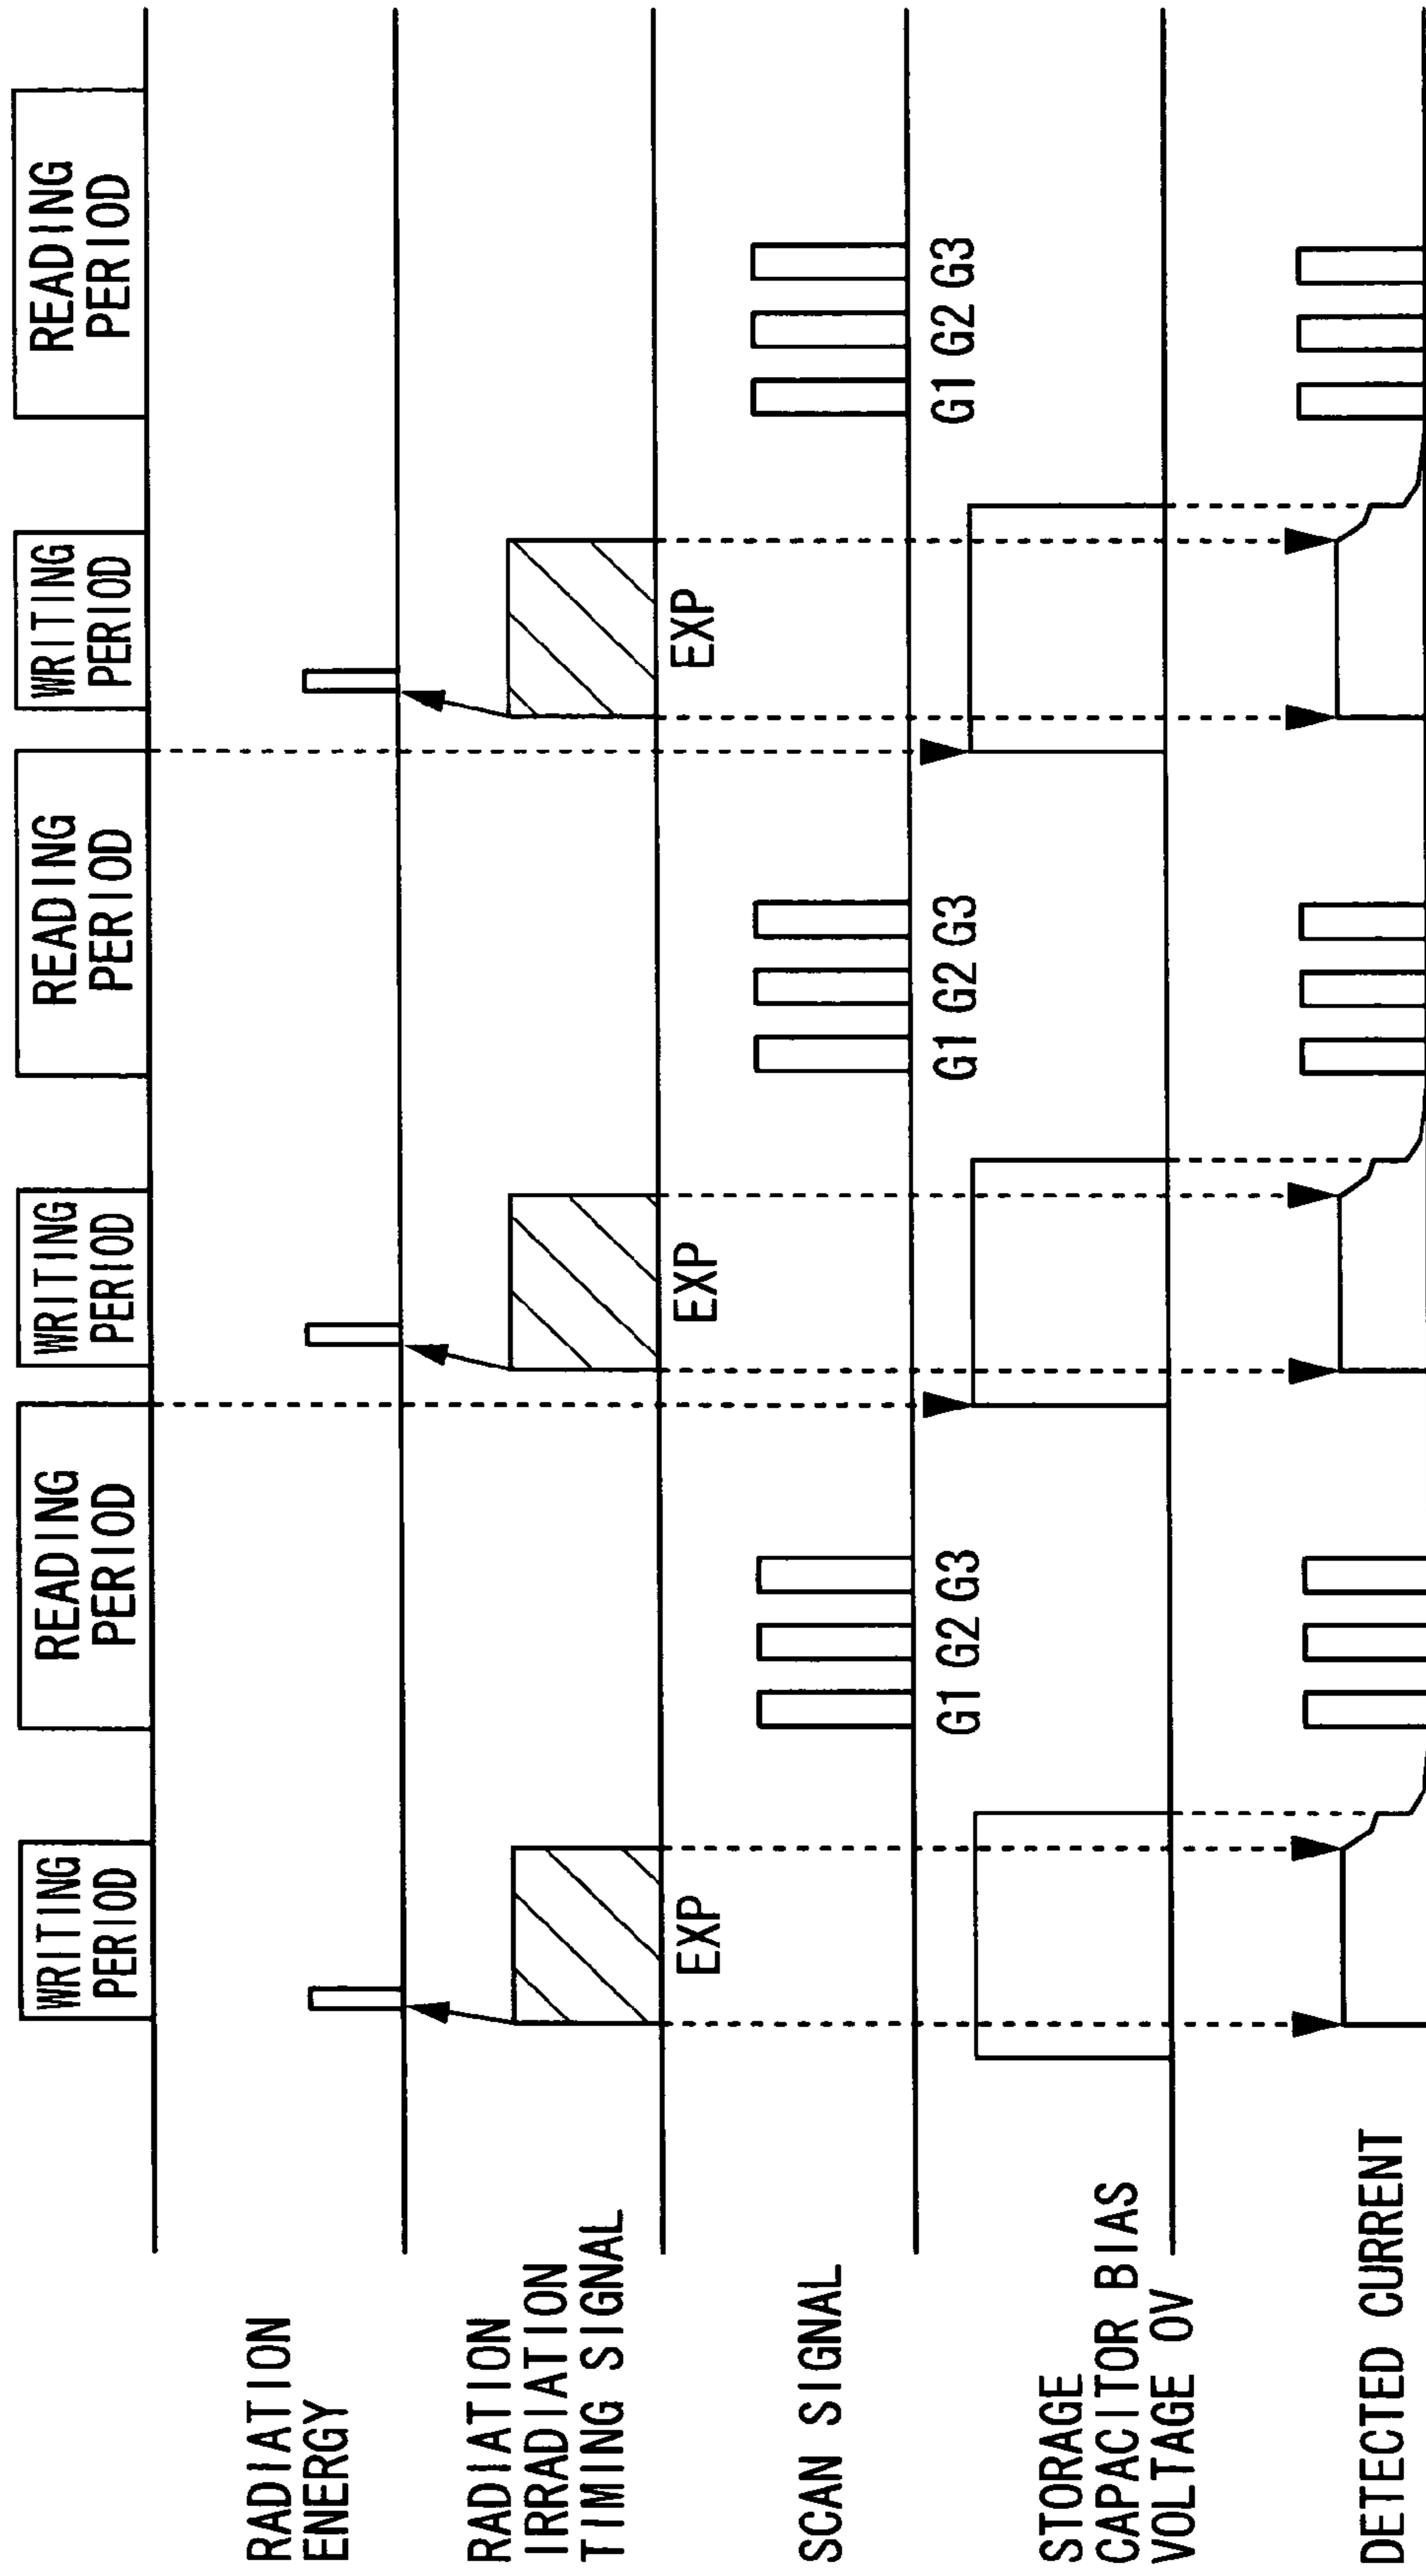 WRITING
PERIOD
READING
PERIOD
WRITING
PERIOD
READING
PERIOD
WRITING
PERIOD
READING
PERIOD
RADIATION
ENERGY
RADIATION
IRRADIATION
TIMING SIGNAL
EXP
EXP
EXP
SCAN SIGNAL
G1 G2 G3
G1 G2 G3
G1 G2 G3
STORAGE
CAPACITOR BIAS
VOLTAGE 0V
DETECTED CURRENT